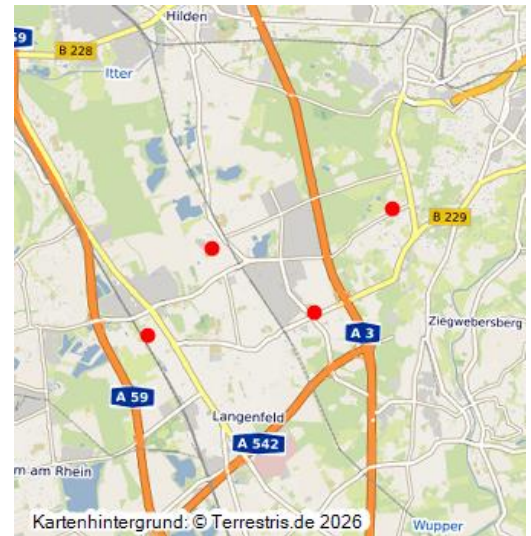 Hilden
59
B 228
Itter
B 229
A 3
Ziegwebersberg
A 59
Langenfeld
A 542
m am Rhein
Kartenhintergrund: © Terrestris.de 2026
Wupper